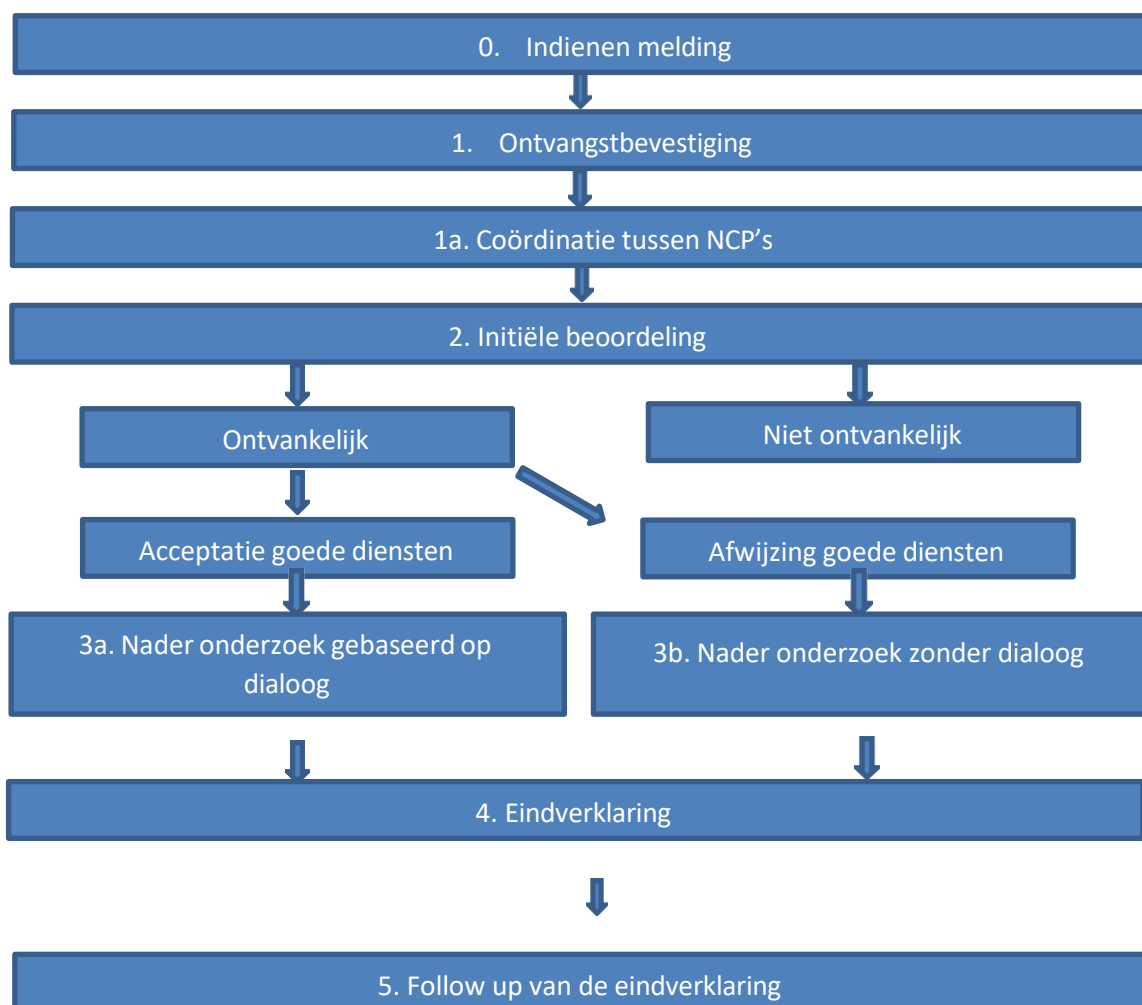 0. Indienen melding
1. Ontvangstbevestiging
1a. Coördinatie tussen NCP’s
2. Initiële beoordeling
Ontvankelijk
Niet ontvankelijk
Acceptatie goede diensten
Afwijzing goede diensten
3a. Nader onderzoek gebaseerd op
dialoog
3b. Nader onderzoek zonder dialoog
4. Eindverklaring
5. Follow up van de eindverklaring